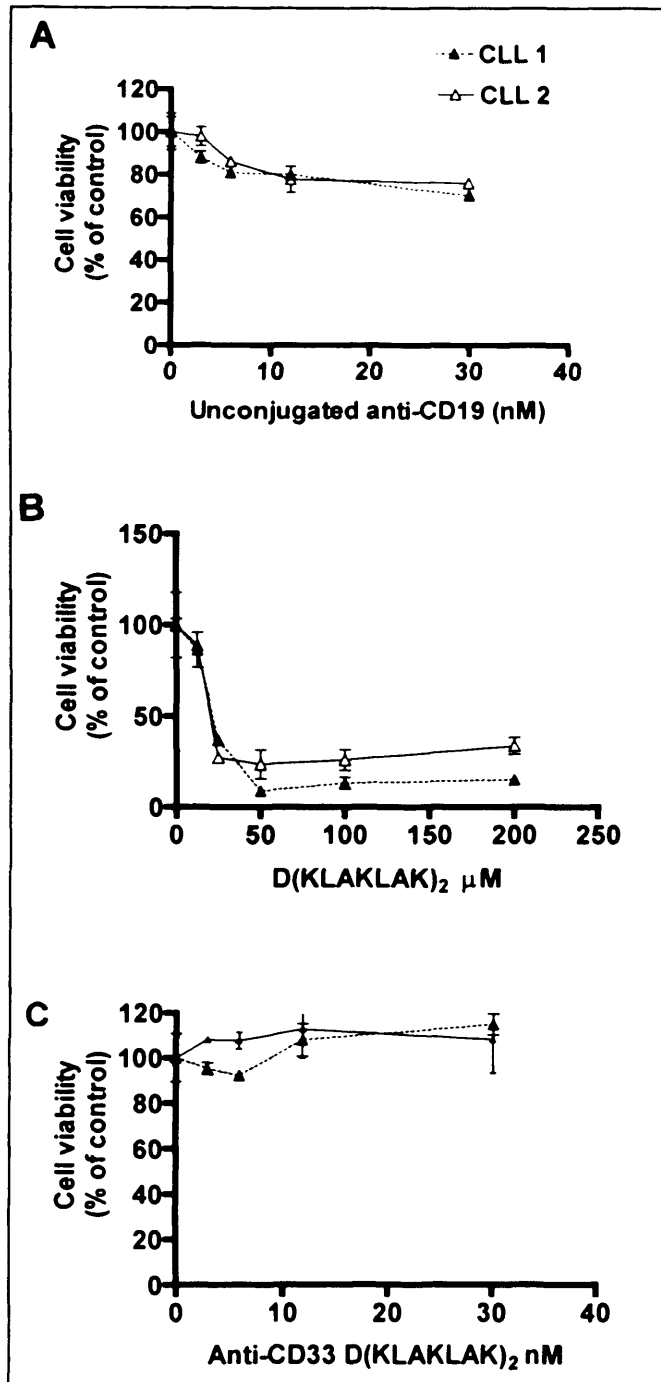 A
CLL 1
CLL 2
120
100
80
60
40
20
0
Cell viability
(% of control)
0 10 20 30 40
Unconjugated anti-CD19 (nM)
B
150
100
50
0
Cell viability
(% of control)
0 50 100 150 200 250
D(KLAKLAK)₂ μM
C
120
100
80
60
40
20
0
Cell viability
(% of control)
0 10 20 30 40
Anti-CD33 D(KLAKLAK)₂ nM